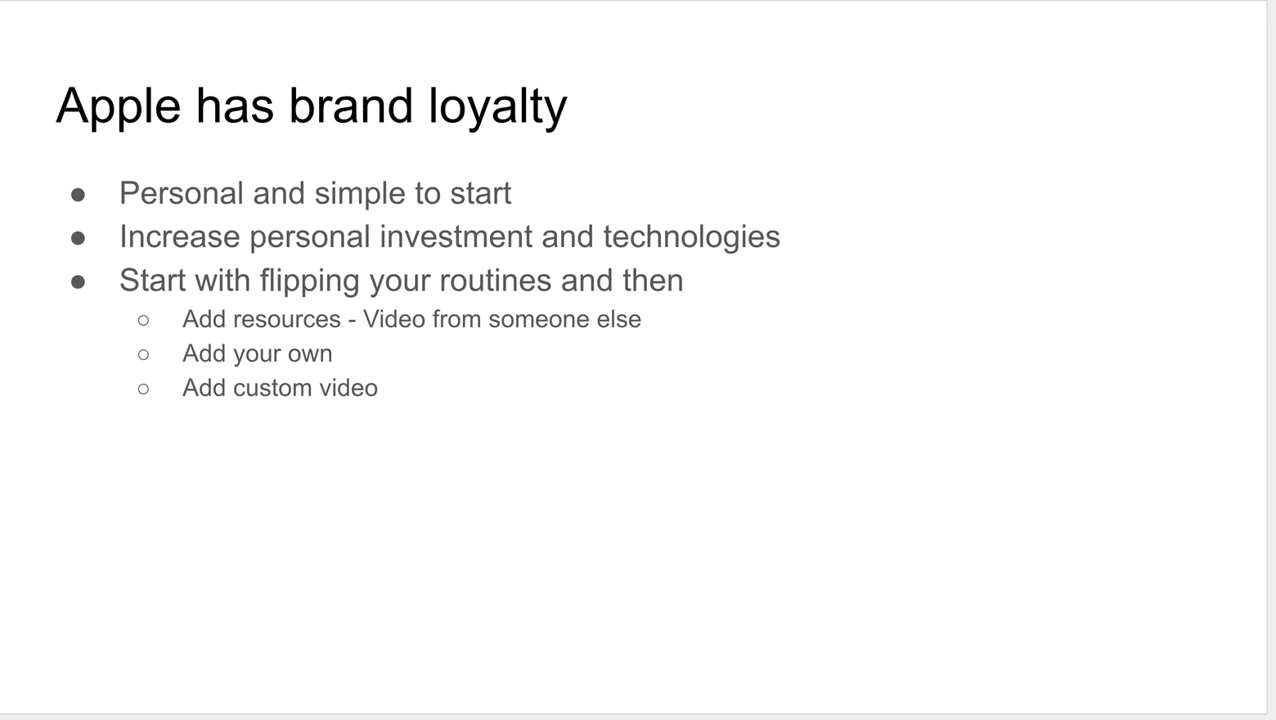 Apple has brand loyalty
● Personal and simple to start
● Increase personal investment and technologies
● Start with flipping your routines and then
○ Add resources - Video from someone else
○ Add your own
○ Add custom video